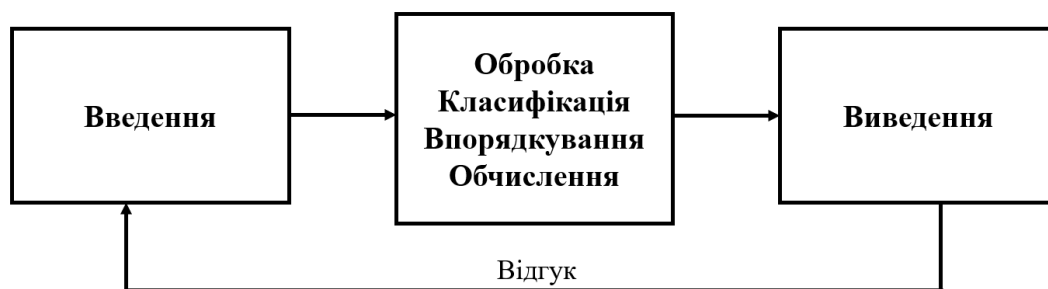 Введення
Обробка
Класифікація
Впорядкування
Обчислення
Виведення
Відгук